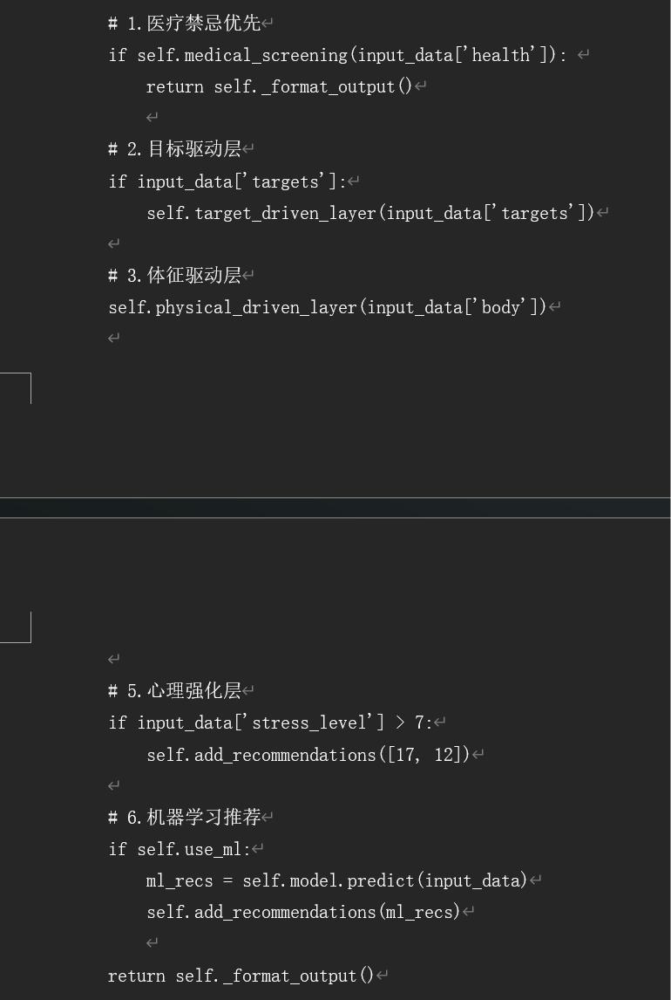 # 1.医疗禁忌优先
if self.medical_screening(input_data['health']):
    return self._format_output()
# 2.目标驱动层
if input_data['targets']:
    self.target_driven_layer(input_data['targets'])
# 3.体征驱动层
self.physical_driven_layer(input_data['body'])
# 5.心理强化层
if input_data['stress_level'] > 7:
    self.add_recommendations([17, 12])
# 6.机器学习推荐
if self.use_ml:
    ml_recs = self.model.predict(input_data)
    self.add_recommendations(ml_recs)
return self._format_output()